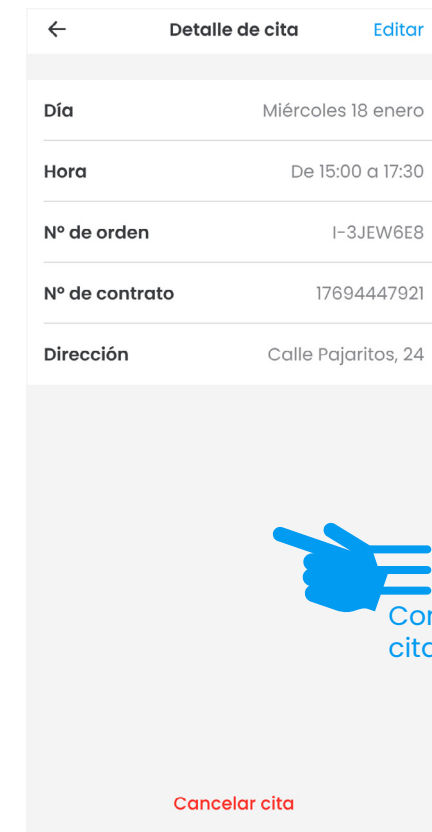 Detalle de cita Editar
Día Miércoles 18 enero
Hora De 15:00 a 17:30
Nº de orden I-3JEW6E8
Nº de contrato 17694447921
Dirección Calle Pajaritos, 24
Cancelar cita